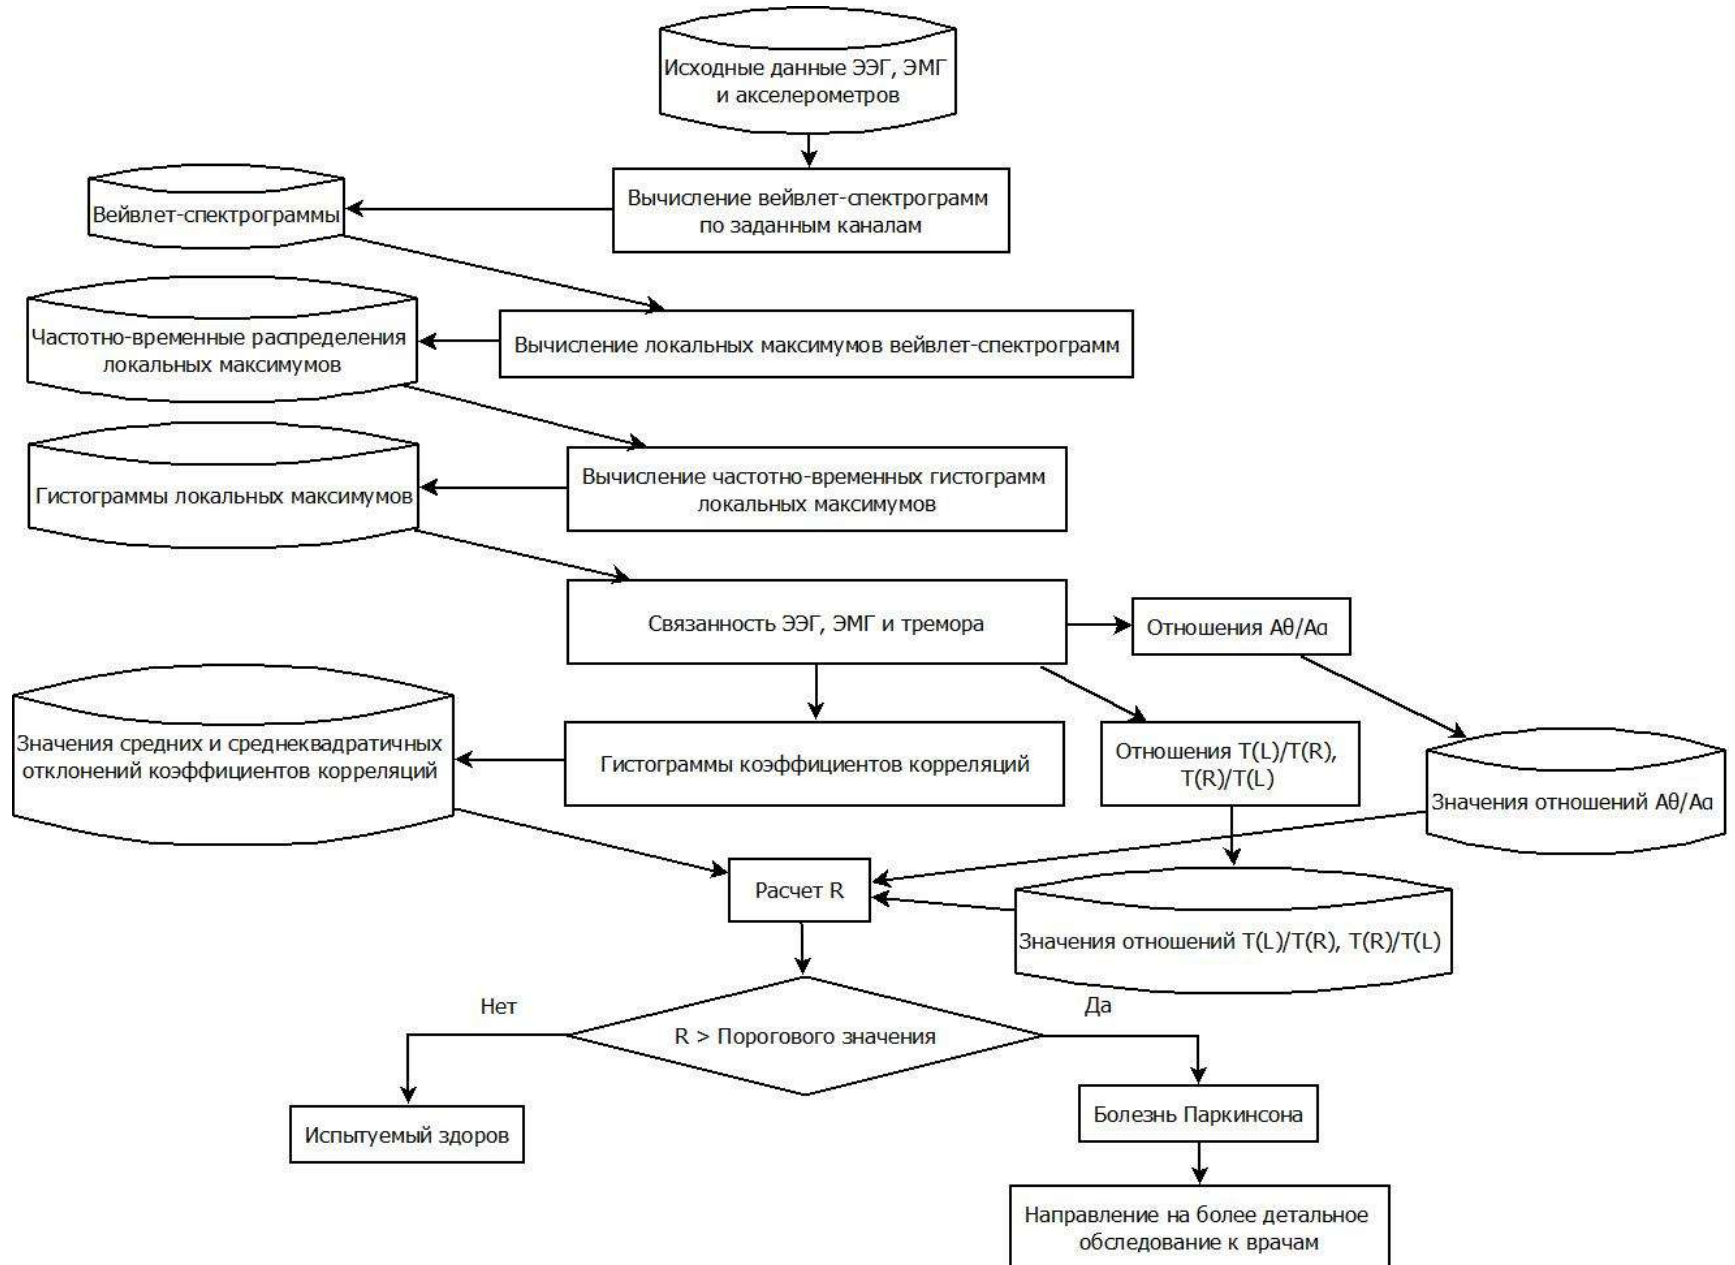 Исходные данные ЭЭГ, ЭМГ
и акселерометров
Вычисление вейвлет-спектрограмм
по заданным каналам
Вейвлет-спектрограммы
Вычисление локальных максимумов вейвлет-спектрограмм
Частотно-временные распределения
локальных максимумов
Вычисление частотно-временных гистограмм
локальных максимумов
Гистограммы локальных максимумов
Связанность ЭЭГ, ЭМГ и тремора
Отношения Aθ/Aα
Значения средних и среднеквадратичных
отклонений коэффициентов корреляций
Гистограммы коэффициентов корреляций
Отношения T(L)/T(R),
T(R)/T(L)
Значения отношений Aθ/Aα
Расчет R
Значения отношений T(L)/T(R), T(R)/T(L)
Нет
Да
R > Порогового значения
Испытуемый здоров
Болезнь Паркинсона
Направление на более детальное
обследование к врачам